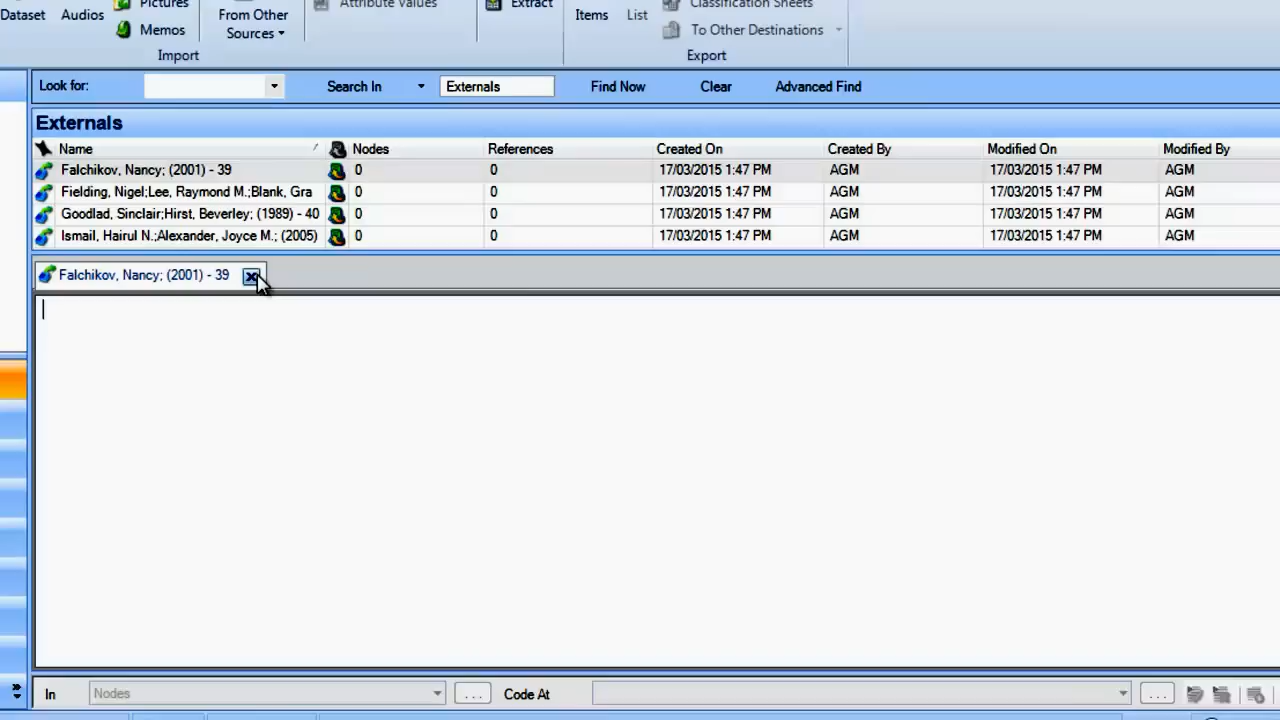 Dataset Audios Pictures From Other Attribute Values Extract Items List Classification Sheets
Memos Sources To Other Destinations
Import Export
Look for: Search In Externals Find Now Clear Advanced Find
Externals
Name Nodes References Created On Created By Modified On Modified By
Falchikov, Nancy; (2001) - 39 0 0 17/03/2015 1:47 PM AGM 17/03/2015 1:47 PM AGM
Fielding, Nigel;Lee, Raymond M.;Blank, Gra 0 0 17/03/2015 1:47 PM AGM 17/03/2015 1:47 PM AGM
Goodlad, Sinclair;Hirst, Beverley; (1989) - 40 0 0 17/03/2015 1:47 PM AGM 17/03/2015 1:47 PM AGM
Ismail, Hairul N.;Alexander, Joyce M.; (2005) 0 0 17/03/2015 1:47 PM AGM 17/03/2015 1:47 PM AGM
Falchikov, Nancy; (2001) - 39
In Nodes ... Code At ...